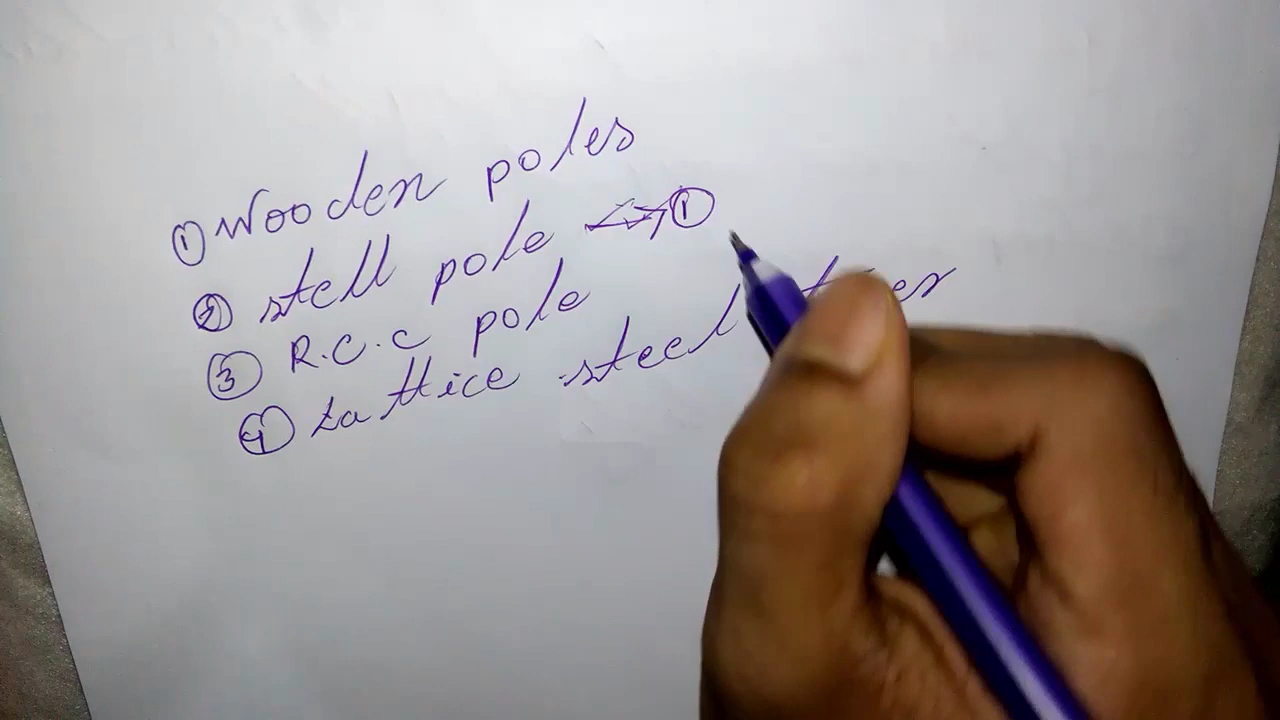 ① Wooden poles
② stell pole ①
③ R.C.C pole
④ Lattice steel